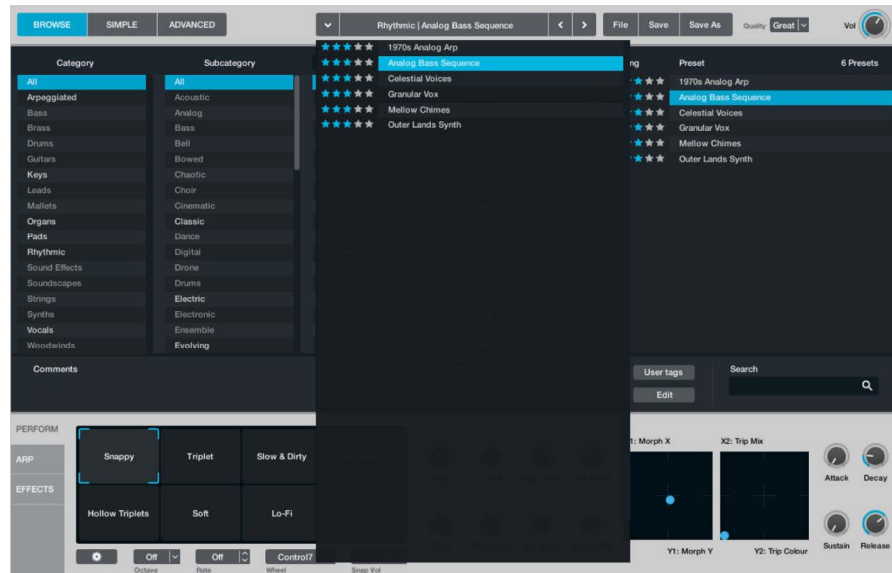 BROWSE SIMPLE ADVANCED Rhythmic | Analog Bass Sequence File Save Save As Quality Great Vol
Category Subcategory ng Preset 6 Presets
1970s Analog Arp
Analog Bass Sequence
Celestial Voices
Granular Vox
Mellow Chimes
Outer Lands Synth
All
Arpeggiated
Bass
Brass
Drums
Guitars
Keys
Leads
Mallets
Organs
Pads
Rhythmic
Sound Effects
Soundscapes
Strings
Synths
Vocals
Woodwinds
All
Acoustic
Analog
Bass
Bell
Bowed
Chaotic
Choir
Cinematic
Classic
Dance
Digital
Drone
Drums
Electric
Electronic
Ensemble
Evolving
1970s Analog Arp
Analog Bass Sequence
Celestial Voices
Granular Vox
Mellow Chimes
Outer Lands Synth
Comments
User tags
Edit
Search
PERFORM
ARP
EFFECTS
Snappy Triplet Slow & Dirty
Hollow Triplets Soft Lo-Fi
Off Off Control7
Octave Rate Wheel Snap Vol
1: Morph X X2: Trip Mix
Y1: Morph Y Y2: Trip Colour
Attack Decay
Sustain Release